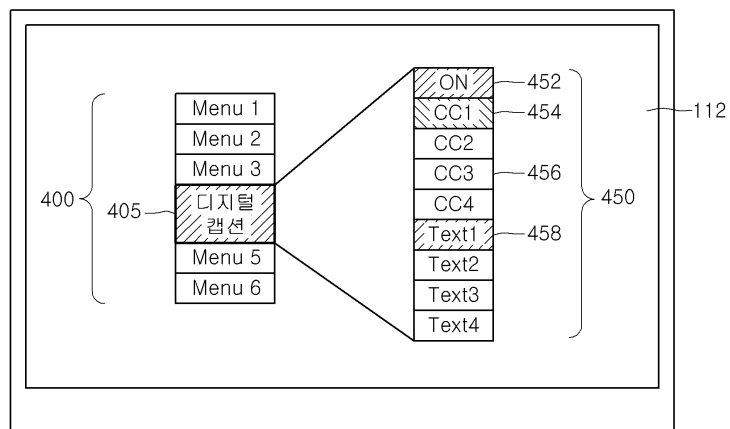 400
Menu 1
Menu 2
Menu 3
405
디지털
캡션
Menu 5
Menu 6
ON
CC1
CC2
CC3
CC4
Text1
Text2
Text3
Text4
452
454
456
458
450
112